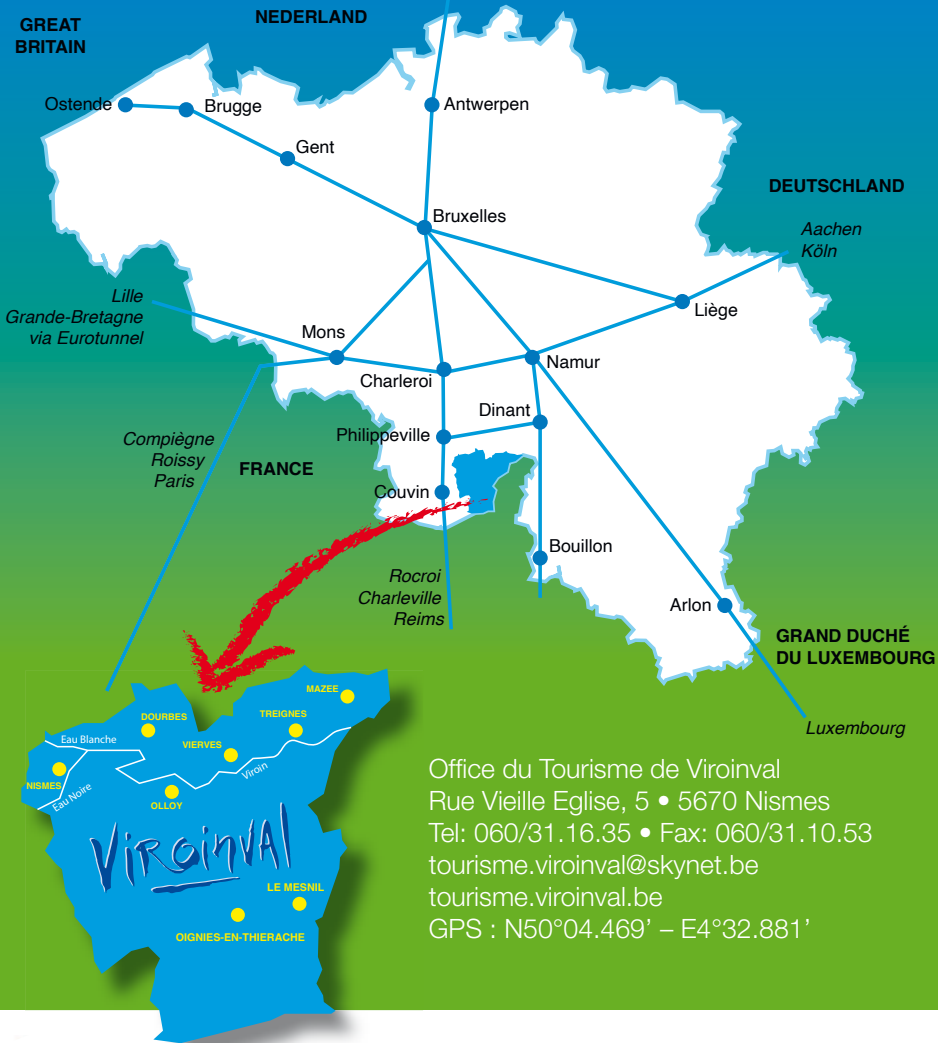 GREAT
BRITAIN
NEDERLAND
Ostende
Brugge
Antwerpen
Gent
DEUTSCHLAND
Bruxelles
Aachen
Köln
Lille
Grande-Bretagne
via Eurotunnel
Liège
Mons
Namur
Charleroi
Dinant
Philippeville
Compiègne
Roissy
Paris
FRANCE
Couvin
Bouillon
Rocroi
Charleville
Reims
Arlon
GRAND DUCHÉ
DU LUXEMBOURG
Luxembourg
MAZEE
DOURBES
TREIGNES
Eau Blanche
VIERVES
Viroin
NISMES
Eau Noire
OLLOY
VIROINVAL
LE MESNIL
OIGNIES-EN-THIERACHE
Office du Tourisme de Viroinval
Rue Vieille Eglise, 5 • 5670 Nismes
Tel: 060/31.16.35 • Fax: 060/31.10.53
tourisme.viroinval@skynet.be
tourisme.viroinval.be
GPS : N50°04.469’ – E4°32.881’